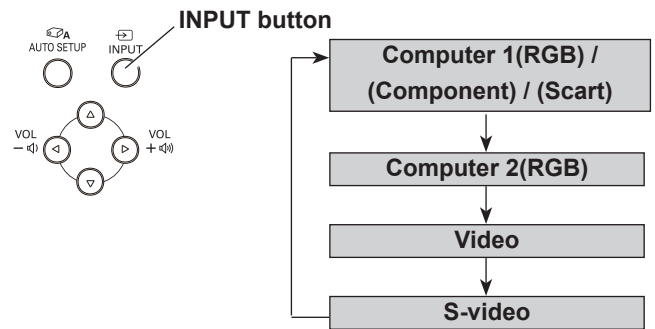 INPUT button
A
AUTO SETUP
INPUT
VOL
−
VOL
+
Computer 1(RGB) /
(Component) / (Scart)
Computer 2(RGB)
Video
S-video